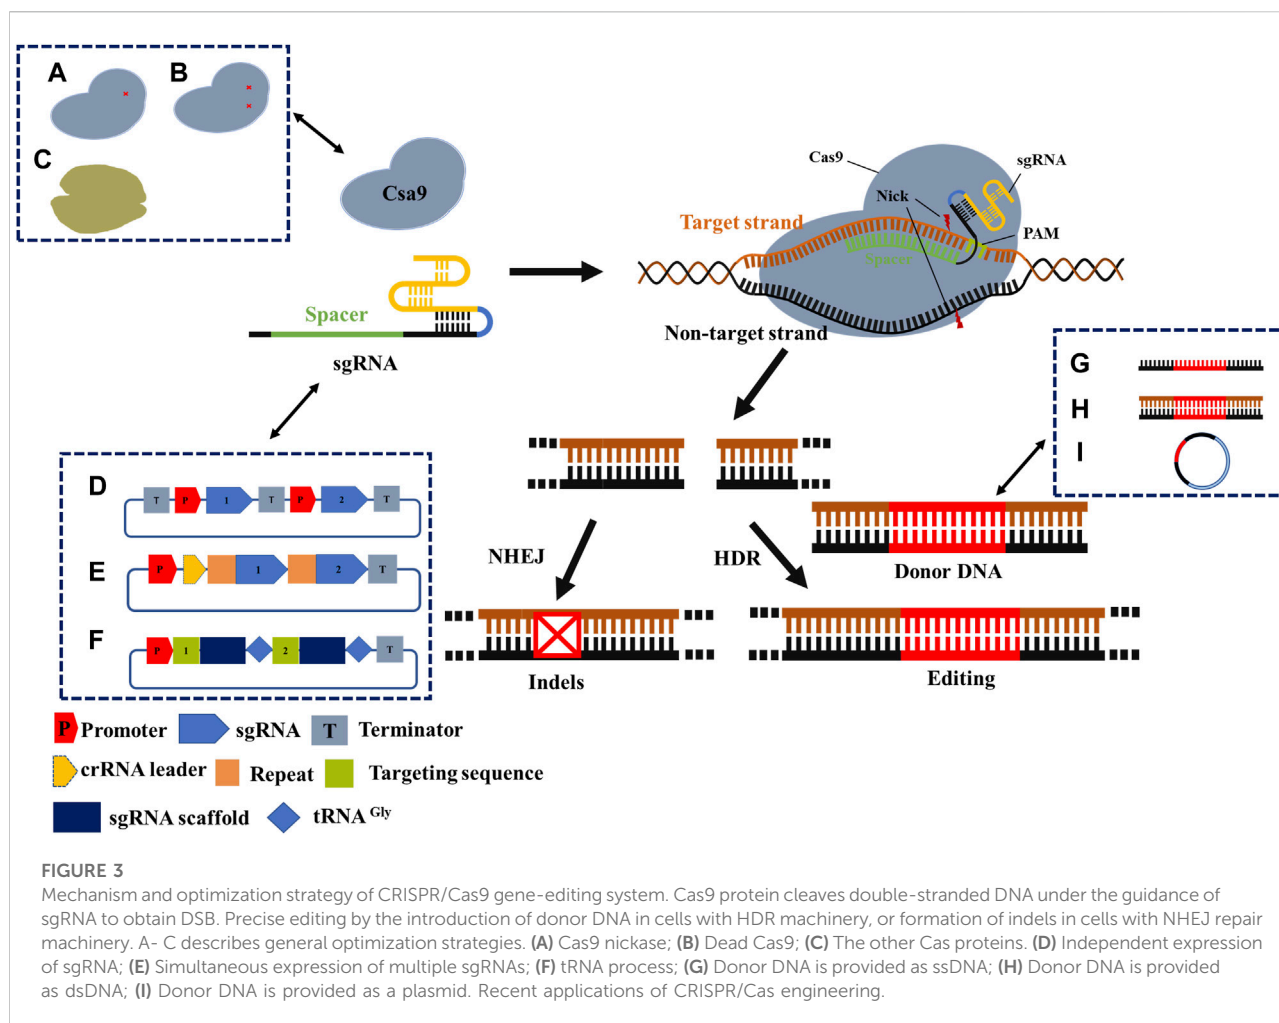 A
B
C
Csa9
Cas9
sgRNA
Nick
Target strand
PAM
Spacer
Non-target strand
Spacer
sgRNA
G
H
I
D
T P 1 T P 2 T
E
P 1 2 T
F
P 1 2 T
NHEJ
HDR
Donor DNA
Indels
Editing
P Promoter sgRNA T Terminator
crRNA leader Repeat Targeting sequence
sgRNA scaffold tRNA Gly
FIGURE 3
Mechanism and optimization strategy of CRISPR/Cas9 gene-editing system. Cas9 protein cleaves double-stranded DNA under the guidance of
sgRNA to obtain DSB. Precise editing by the introduction of donor DNA in cells with HDR machinery, or formation of indels in cells with NHEJ repair
machinery. A- C describes general optimization strategies. (A) Cas9 nickase; (B) Dead Cas9; (C) The other Cas proteins. (D) Independent expression
of sgRNA; (E) Simultaneous expression of multiple sgRNAs; (F) tRNA process; (G) Donor DNA is provided as ssDNA; (H) Donor DNA is provided
as dsDNA; (I) Donor DNA is provided as a plasmid. Recent applications of CRISPR/Cas engineering.